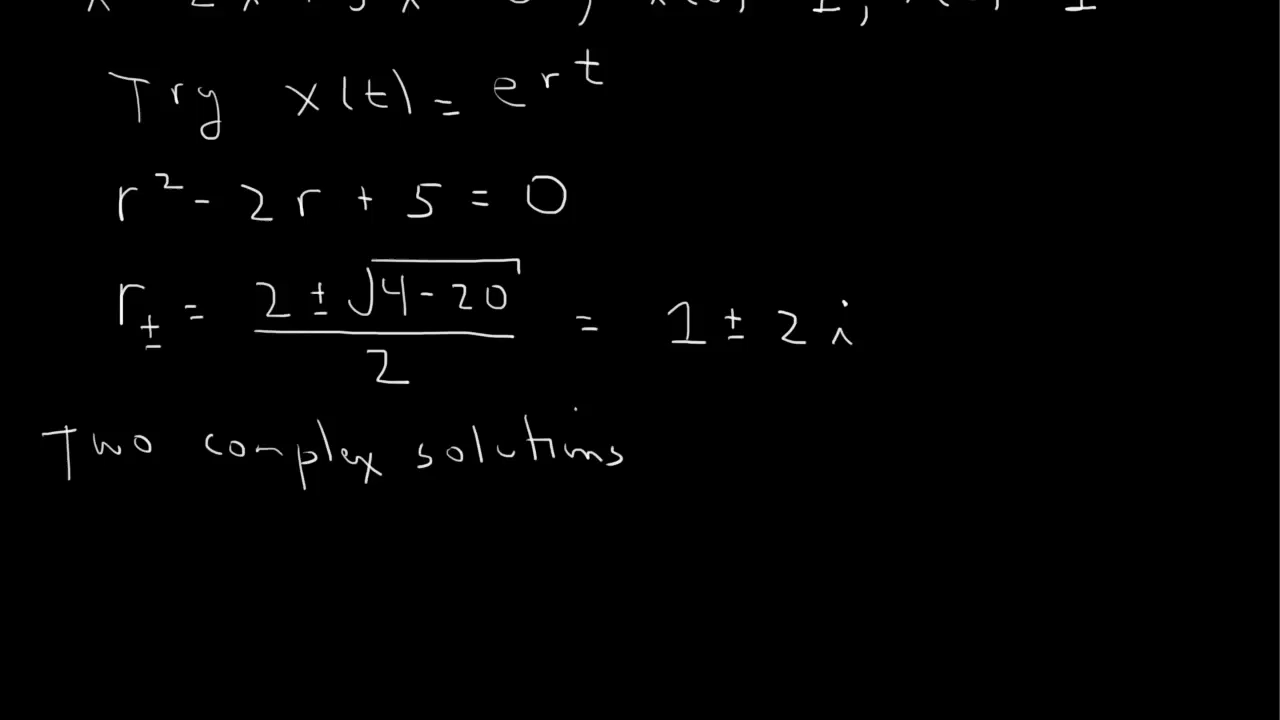 Try x(t) = e^{rt}
r² - 2r + 5 = 0
r± = (2 ± √(4 - 20)) / 2 = 1 ± 2i
Two complex solutions